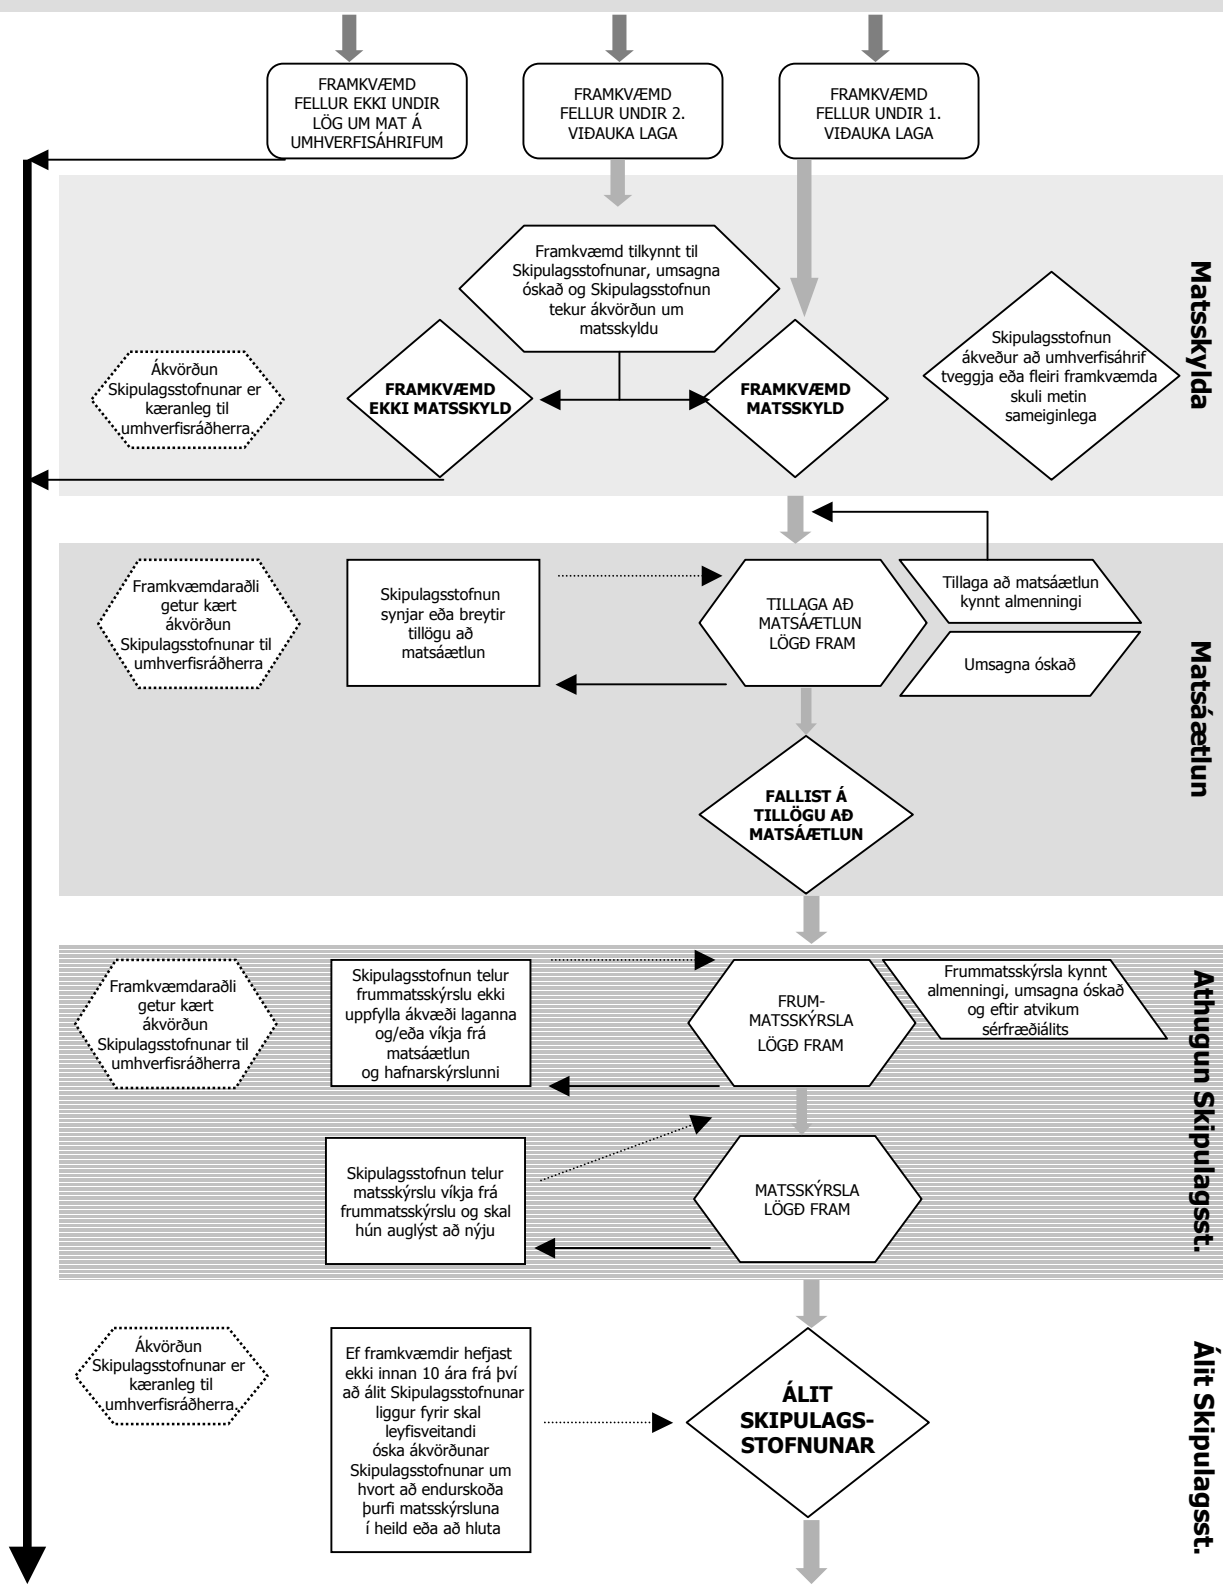 FRAMKVÆMD
FELLUR EKKI UNDIR
LÖG UM MAT Á
UMHVERFISÁHRIFUM
FRAMKVÆMD
FELLUR UNDIR 2.
VIÐAUKA LAGA
FRAMKVÆMD
FELLUR UNDIR 1.
VIÐAUKA LAGA
Matsskylda
Framkvæmd tilkynnt til
Skipulagsstofnunar, umsagna
óskað og Skipulagsstofnun
tekur ákvörðun um
matsskyldu
Ákvörðun
Skipulagsstofnunar er
kæranleg til
umhverfisráðherra.
FRAMKVÆMD
EKKI MATSSKYLD
FRAMKVÆMD
MATSSKYLD
Skipulagsstofnun
ákveður að umhverfisáhrif
tveggja eða fleiri framkvæmda
skuli metin
sameiginlega
Matsáætlun
Framkvæmdaraðli
getur kært
ákvörðun
Skipulagsstofnunar til
umhverfisráðherra
Skipulagsstofnun
synjar eða breytir
tillögu að
matsáætlun
TILLAGA AÐ
MATSÁÆTLUN
LÖGÐ FRAM
Tillaga að matsáætlun
kynnt almenningi
Umsagna óskað
FALLIST Á
TILLÖGU AÐ
MATSÁÆTLUN
Athugun Skipulagsst.
Framkvæmdaraðli
getur kært
ákvörðun
Skipulagsstofnunar til
umhverfisráðherra
Skipulagsstofnun telur
frummatsskýrslu ekki
uppfylla ákvæði laganna
og/eða víkja frá
matsáætlun
og hafnarskýrslunni
FRUM-
MATSSKÝRSLA
LÖGÐ FRAM
Frummatsskýrsla kynnt
almenningi, umsagna óskað
og eftir atvikum
sérfræðiálits
Skipulagsstofnun telur
matsskýrslu víkja frá
frummatsskýrslu og skal
hún auglýst að nýju
MATSSKÝRSLA
LÖGÐ FRAM
Álit Skipulagsst.
Ákvörðun
Skipulagsstofnunar er
kæranleg til
umhverfisráðherra.
Ef framkvæmdir hefjast
ekki innan 10 ára frá því
að álit Skipulagsstofnunar
liggur fyrir skal
leyfisveitandi
óska ákvörðunar
Skipulagsstofnunar um
hvort að endurskoða
þurfi matsskýrsluna
í heild eða að hluta
ÁLIT
SKIPULAGS-
STOFNUNAR